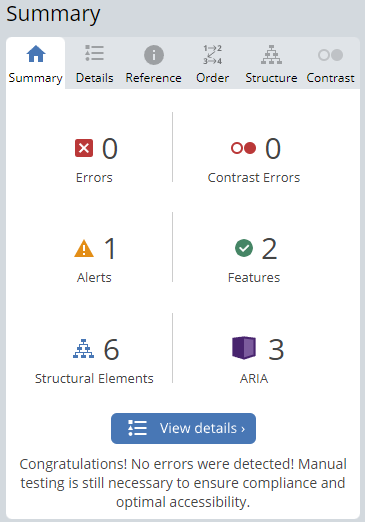 Summary
Summary Details Reference Order Structure Contrast
0 0
Errors Contrast Errors
1 2
Alerts Features
6 3
Structural Elements ARIA
View details ›
Congratulations! No errors were detected! Manual
testing is still necessary to ensure compliance and
optimal accessibility.